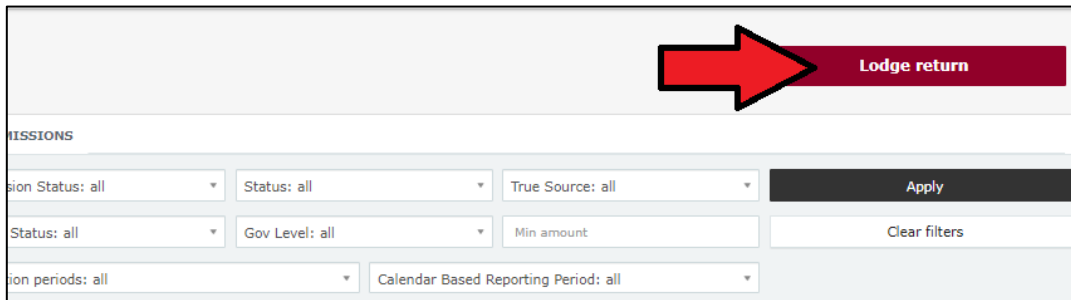 Lodge return
MISSIONS
sion Status: all
Status: all
True Source: all
Apply
Status: all
Gov Level: all
Min amount
Clear filters
tion periods: all
Calendar Based Reporting Period: all